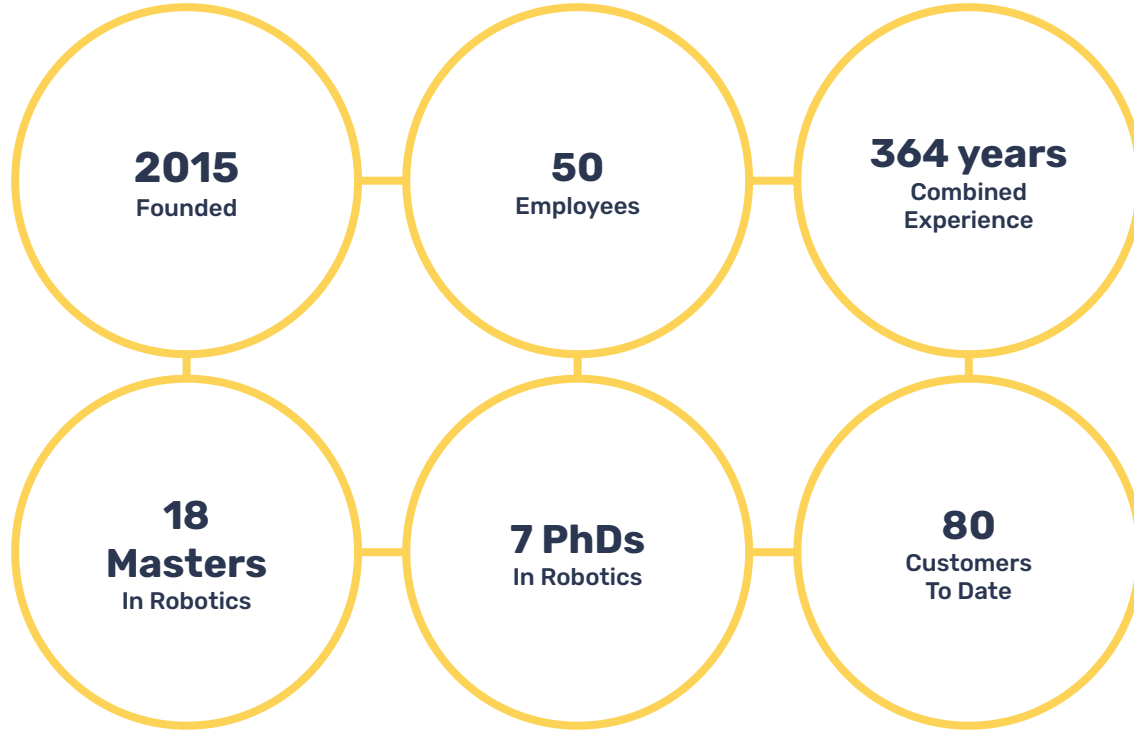 2015
Founded
50
Employees
364 years
Combined
Experience
18
Masters
In Robotics
7 PhDs
In Robotics
80
Customers
To Date